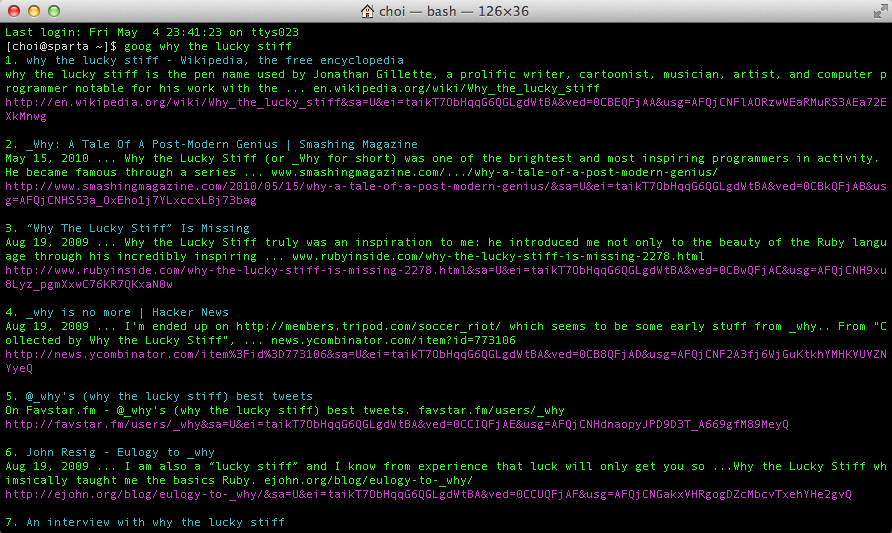 choi — bash — 126×36
Last login: Fri May  4 23:41:23 on ttys023
[choi@sparta ~]$ goog why the lucky stiff
1. why the lucky stiff - Wikipedia, the free encyclopedia
why the lucky stiff is the pen name used by Jonathan Gillette, a prolific writer, cartoonist, musician, artist, and computer p
rogrammer notable for his work with the ... en.wikipedia.org/wiki/Why_the_lucky_stiff
http://en.wikipedia.org/wiki/Why_the_lucky_stiff&sa=U&ei=taikT7ObHqqG6QGLgdWtBA&ved=0CBEQFjAA&usg=AFQjCNFlAORzwWEaRMuRS3AEa72E
XkMnwg
2. _Why: A Tale Of A Post-Modern Genius | Smashing Magazine
May 15, 2010 ... Why the Lucky Stiff (or _Why for short) was one of the brightest and most inspiring programmers in activity.
He became famous through a series ... www.smashingmagazine.com/.../why-a-tale-of-a-post-modern-genius/
http://www.smashingmagazine.com/2010/05/15/why-a-tale-of-a-post-modern-genius/&sa=U&ei=taikT7ObHqqG6QGLgdWtBA&ved=0CBkQFjAB&us
g=AFQjCNHS53a_OxEho1j7YLxccxLBj73bag
3. “Why The Lucky Stiff” Is Missing
Aug 19, 2009 ... Why the Lucky Stiff truly was an inspiration to me: he introduced me not only to the beauty of the Ruby langu
age through his incredibly inspiring ... www.rubyinside.com/why-the-lucky-stiff-is-missing-2278.html
http://www.rubyinside.com/why-the-lucky-stiff-is-missing-2278.html&sa=U&ei=taikT7ObHqqG6QGLgdWtBA&ved=0CBwQFjAC&usg=AFQjCNH9xu
8Lyz_pgmXxwC76KR7QKxaN0w
4. _why is no more | Hacker News
Aug 19, 2009 ... I'm ended up on http://members.tripod.com/soccer_riot/ which seems to be some early stuff from _why.. From "C
ollected by Why the Lucky Stiff", ... news.ycombinator.com/item?id=773106
http://news.ycombinator.com/item%3Fid%3D773106&sa=U&ei=taikT7ObHqqG6QGLgdWtBA&ved=0CB8QFjAD&usg=AFQjCNF2A3fj6WjGuKtkhYMHKVUVZN
YyeQ
5. @_why's (why the lucky stiff) best tweets
On Favstar.fm - @_why's (why the lucky stiff) best tweets. favstar.fm/users/_why
http://favstar.fm/users/_why&sa=U&ei=taikT7ObHqqG6QGLgdWtBA&ved=0CCIQFjAE&usg=AFQjCNHdnaopyJPD9D3T_A669gfM89MeyQ
6. John Resig - Eulogy to _why
Aug 19, 2009 ... I am also a “lucky stiff” and I know from experience that luck will only get you so ...Why the Lucky Stiff wh
imsically taught me the basics Ruby. ejohn.org/blog/eulogy-to-_why/
http://ejohn.org/blog/eulogy-to-_why/&sa=U&ei=taikT7ObHqqG6QGLgdWtBA&ved=0CCUQFjAF&usg=AFQjCNGakxVHRgogDZcMbcvTxehYHe2gvQ
7. An interview with why the lucky stiff